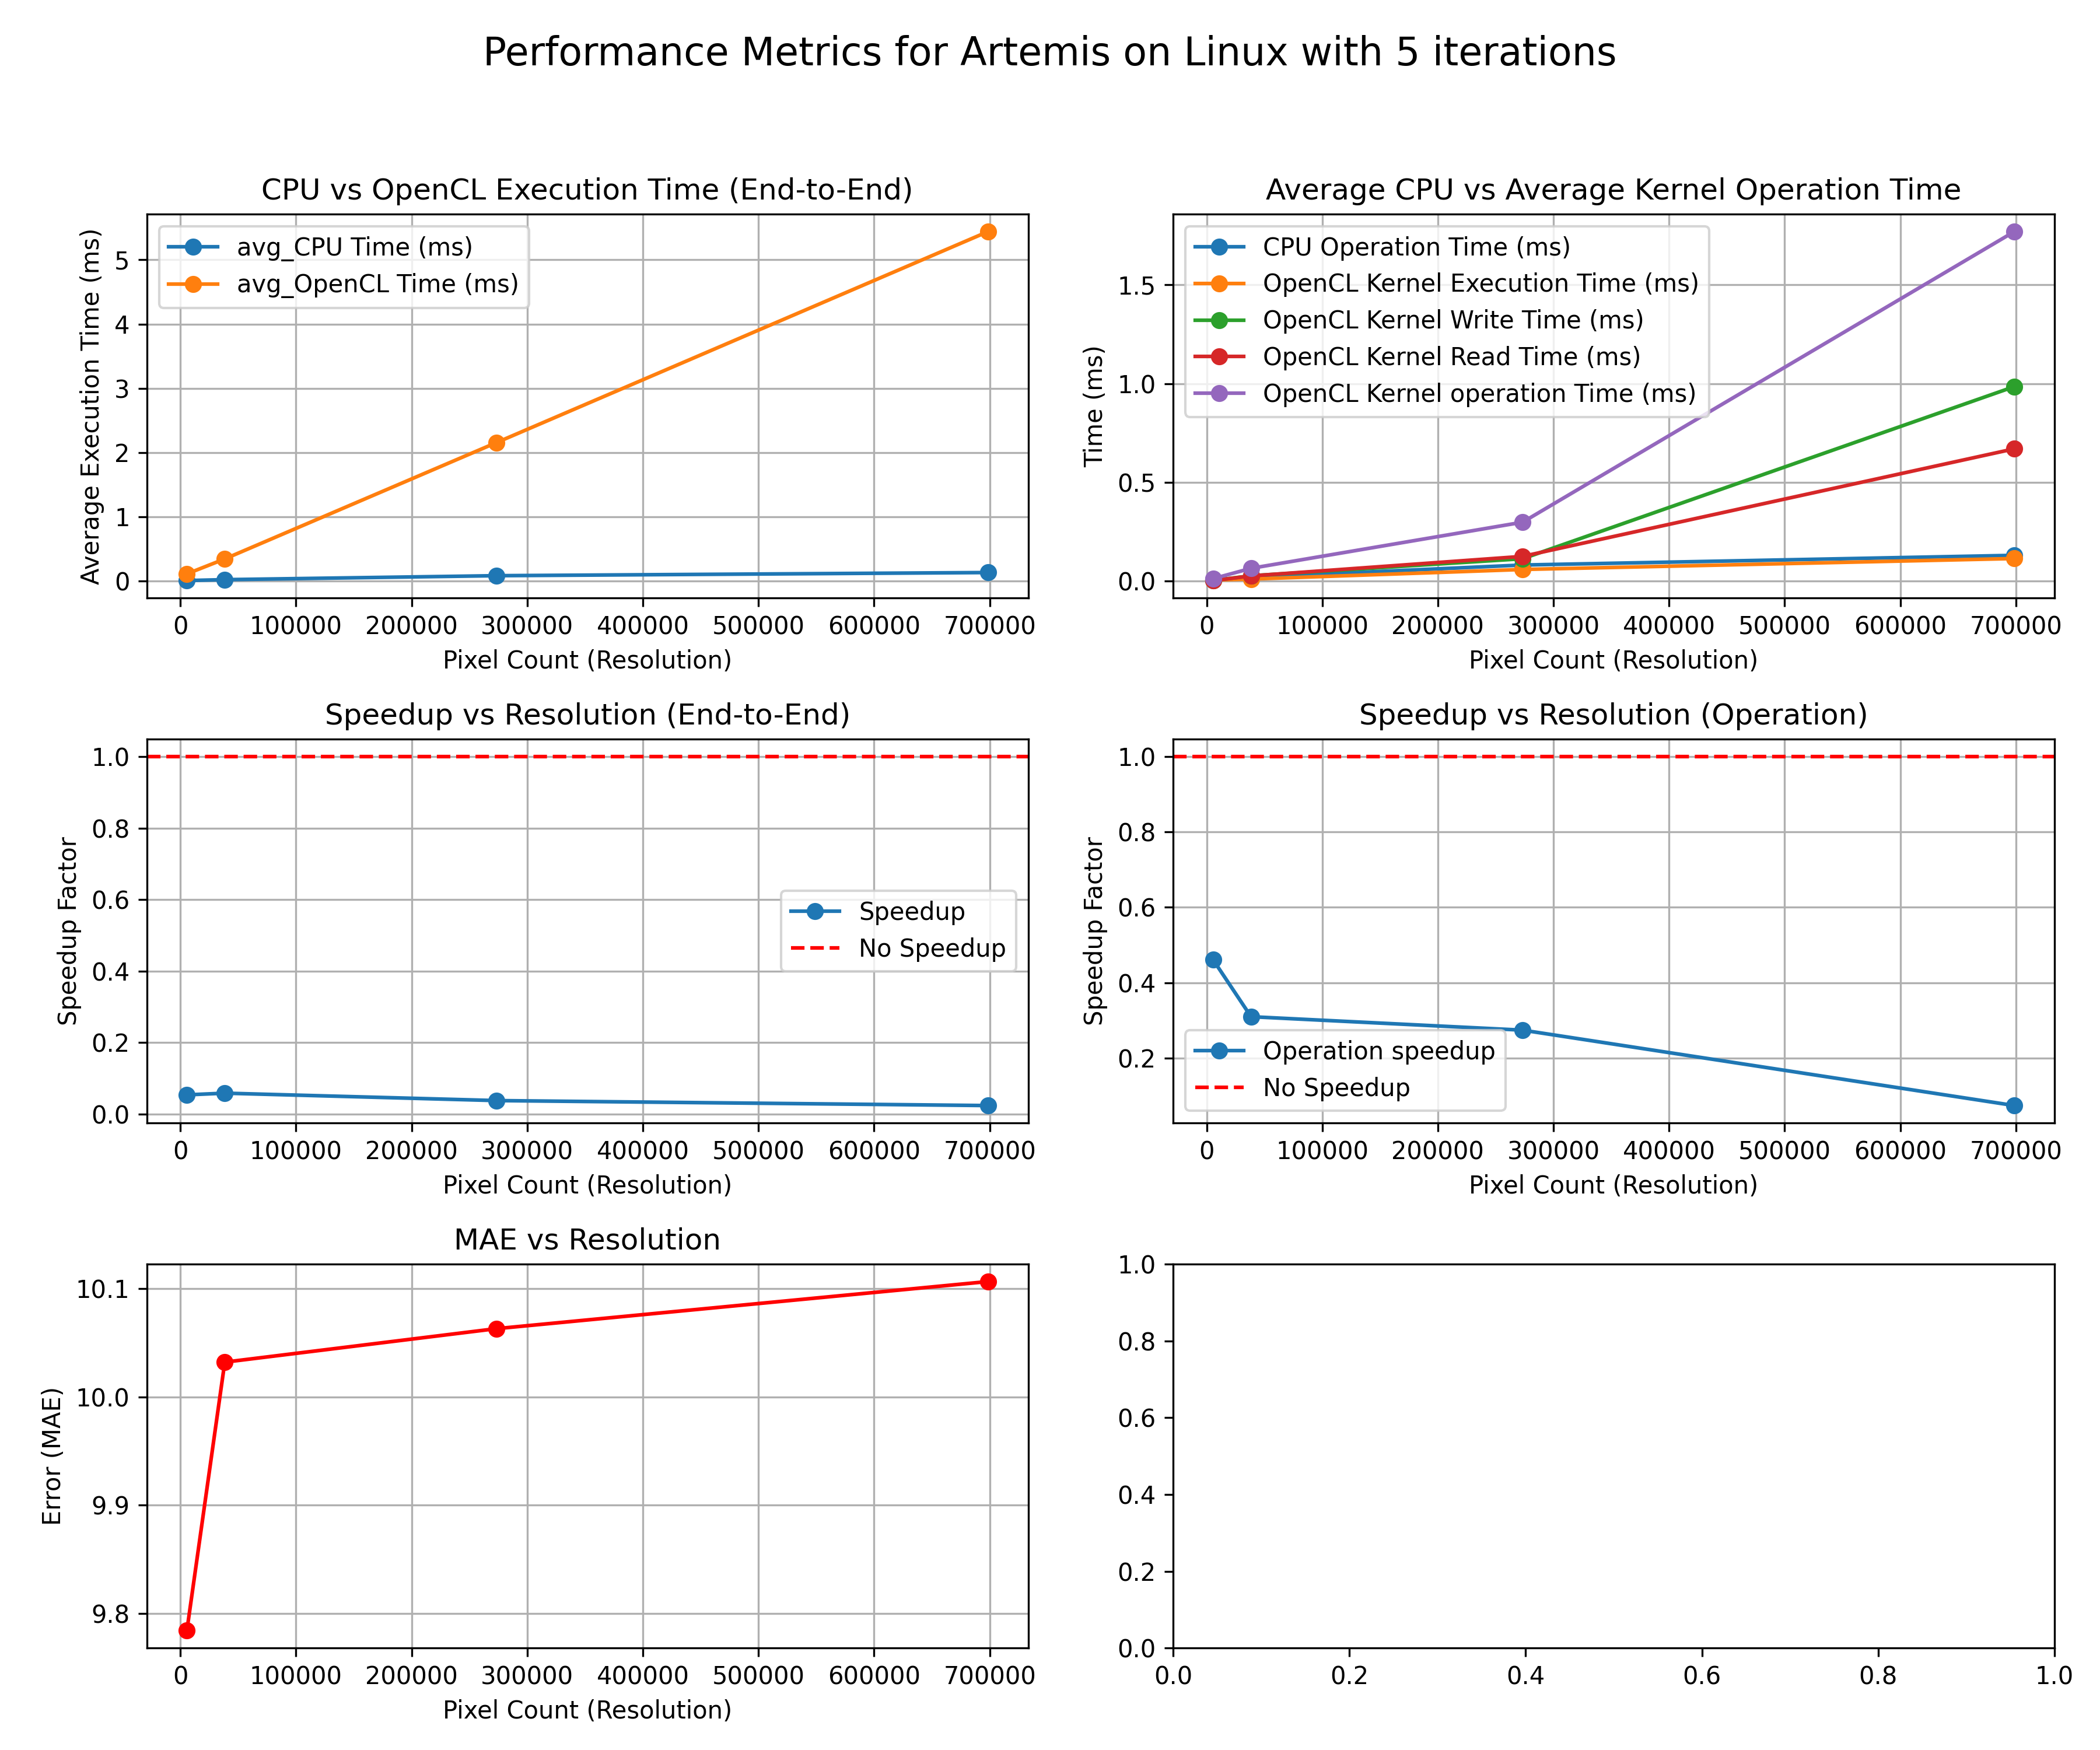 Performance Metrics for Artemis on Linux with 5 iterations
CPU vs OpenCL Execution Time (End-to-End)
avg_CPU Time (ms)
avg_OpenCL Time (ms)
Average Execution Time (ms)
5
4
3
2
1
0
0 100000 200000 300000 400000 500000 600000 700000
Pixel Count (Resolution)
Average CPU vs Average Kernel Operation Time
CPU Operation Time (ms)
OpenCL Kernel Execution Time (ms)
OpenCL Kernel Write Time (ms)
OpenCL Kernel Read Time (ms)
OpenCL Kernel operation Time (ms)
Time (ms)
1.5
1.0
0.5
0.0
0 100000 200000 300000 400000 500000 600000 700000
Pixel Count (Resolution)
Speedup vs Resolution (End-to-End)
Speedup Factor
1.0
0.8
0.6
0.4
0.2
0.0
Speedup
No Speedup
0 100000 200000 300000 400000 500000 600000 700000
Pixel Count (Resolution)
Speedup vs Resolution (Operation)
Speedup Factor
1.0
0.8
0.6
0.4
0.2
Operation speedup
No Speedup
0 100000 200000 300000 400000 500000 600000 700000
Pixel Count (Resolution)
MAE vs Resolution
Error (MAE)
10.1
10.0
9.9
9.8
0 100000 200000 300000 400000 500000 600000 700000
Pixel Count (Resolution)
1.0
0.8
0.6
0.4
0.2
0.0
0.0 0.2 0.4 0.6 0.8 1.0